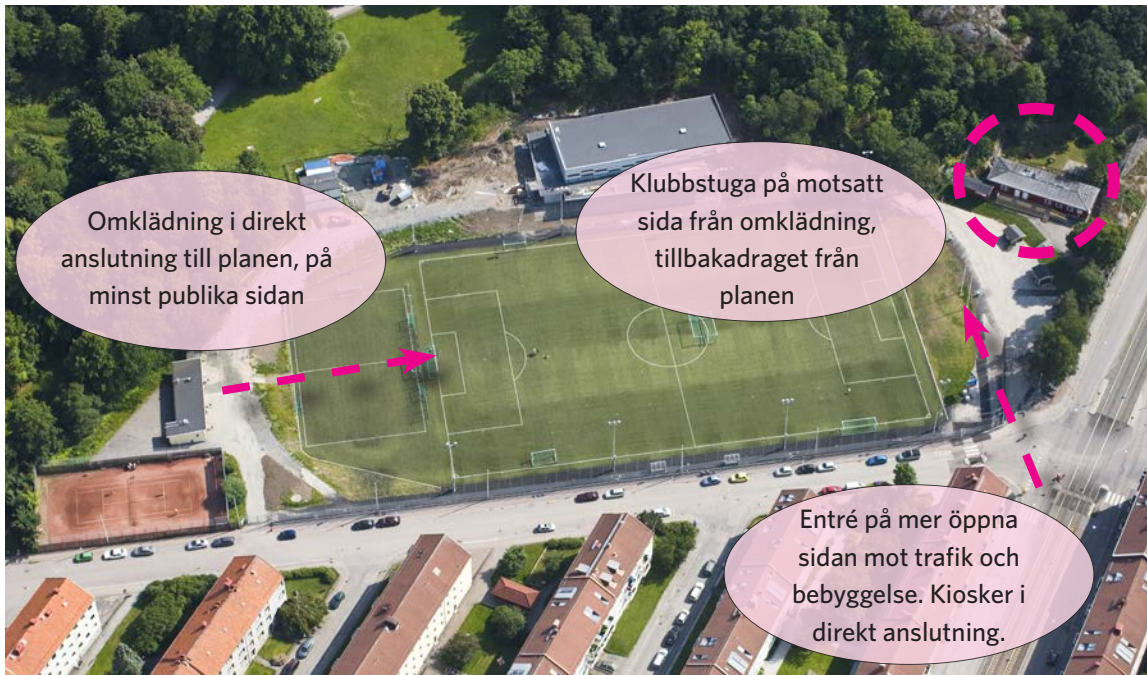 Omklädning i direkt
anslutning till planen, på
minst publika sidan
Klubbstuga på motsatt
sida från omklädning,
tillbakadraget från
planen
Entré på mer öppna
sidan mot trafik och
bebyggelse. Kiosker i
direkt anslutning.